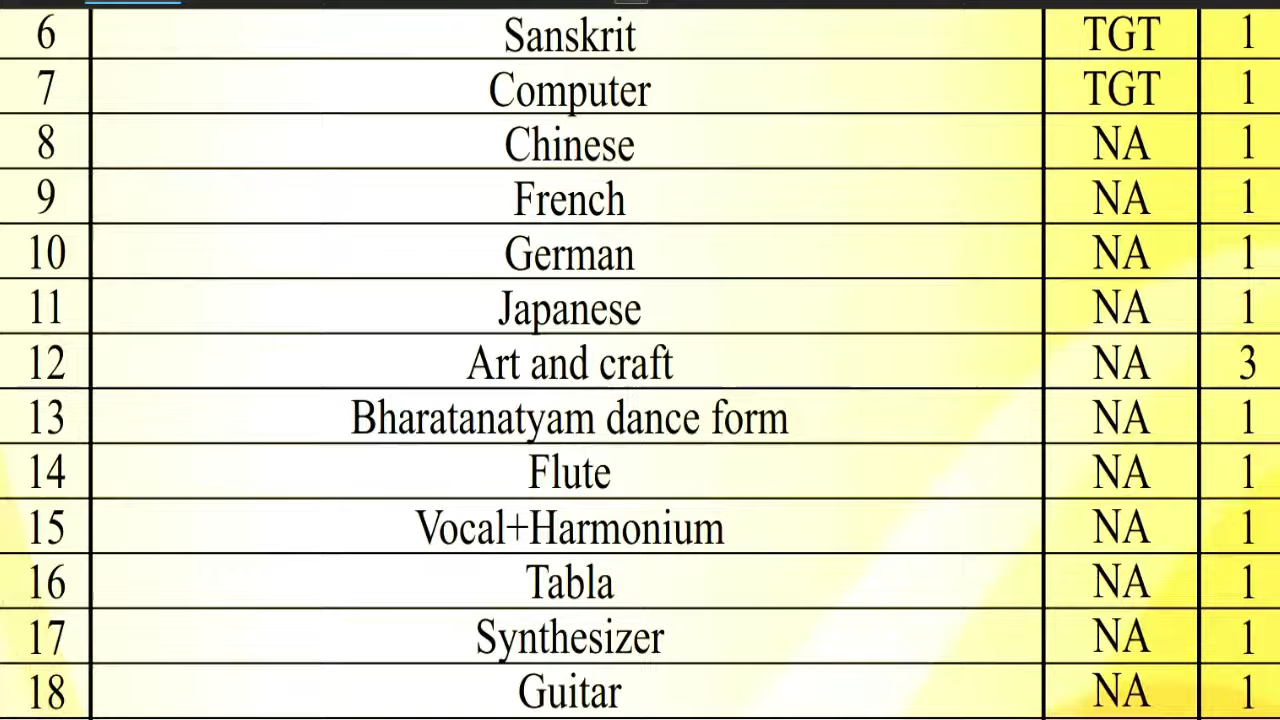 6 Sanskrit TGT 1
7 Computer TGT 1
8 Chinese NA 1
9 French NA 1
10 German NA 1
11 Japanese NA 1
12 Art and craft NA 3
13 Bharatanatyam dance form NA 1
14 Flute NA 1
15 Vocal+Harmonium NA 1
16 Tabla NA 1
17 Synthesizer NA 1
18 Guitar NA 1